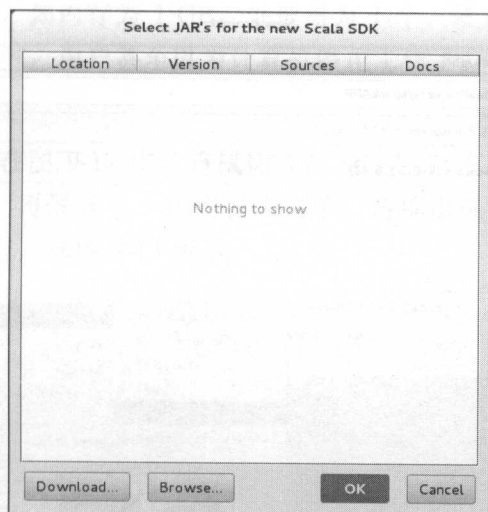 Select JAR's for the new Scala SDK
Location Version Sources Docs
Nothing to show
Download... Browse... OK Cancel